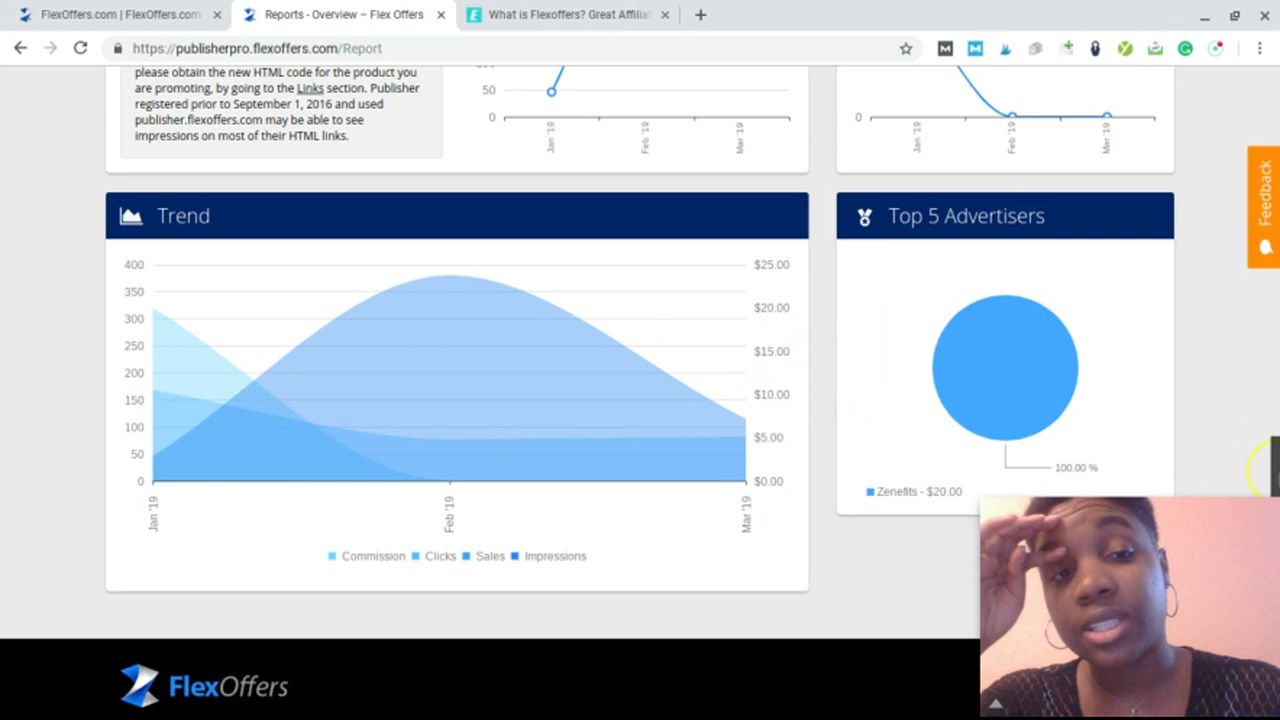 FlexOffers.com | FlexOffers.com
Reports - Overview – Flex Offers
What is Flexoffers? Great Affilia
https://publisherpro.flexoffers.com/Report
please obtain the new HTML code for the product you
are promoting, by going to the Links section. Publisher
registered prior to September 1, 2016 and used
publisher.flexoffers.com may be able to see
impressions on most of their HTML links.
50
0
Jan '19
Feb '19
Mar '19
0
Jan '19
Feb '19
Mar '19
Feedback
Trend
400
350
300
250
200
150
100
50
0
$25.00
$20.00
$15.00
$10.00
$5.00
$0.00
Jan '19
Feb '19
Mar '19
Commission Clicks Sales Impressions
Top 5 Advertisers
100.00 %
Zenefits - $20.00
FlexOffers